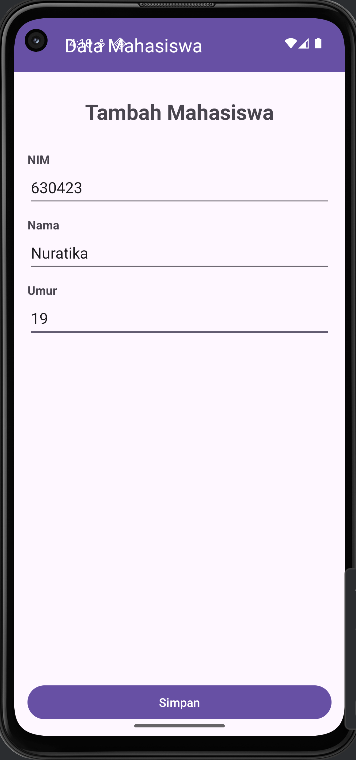 Data Mahasiswa
Tambah Mahasiswa
NIM
630423
Nama
Nuratika
Umur
19
Simpan